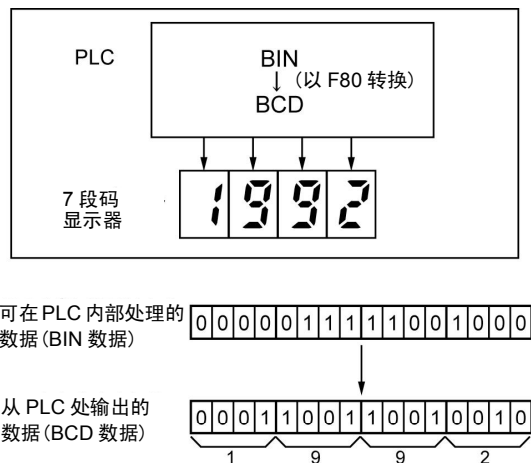 PLC
BIN
↓ (以 F80 转换)
BCD
7 段码
显示器
1992
可在 PLC 内部处理的
数据(BIN 数据)
0000011111001000
从 PLC 处输出的
数据(BCD 数据)
0001100110010010
1 9 9 2